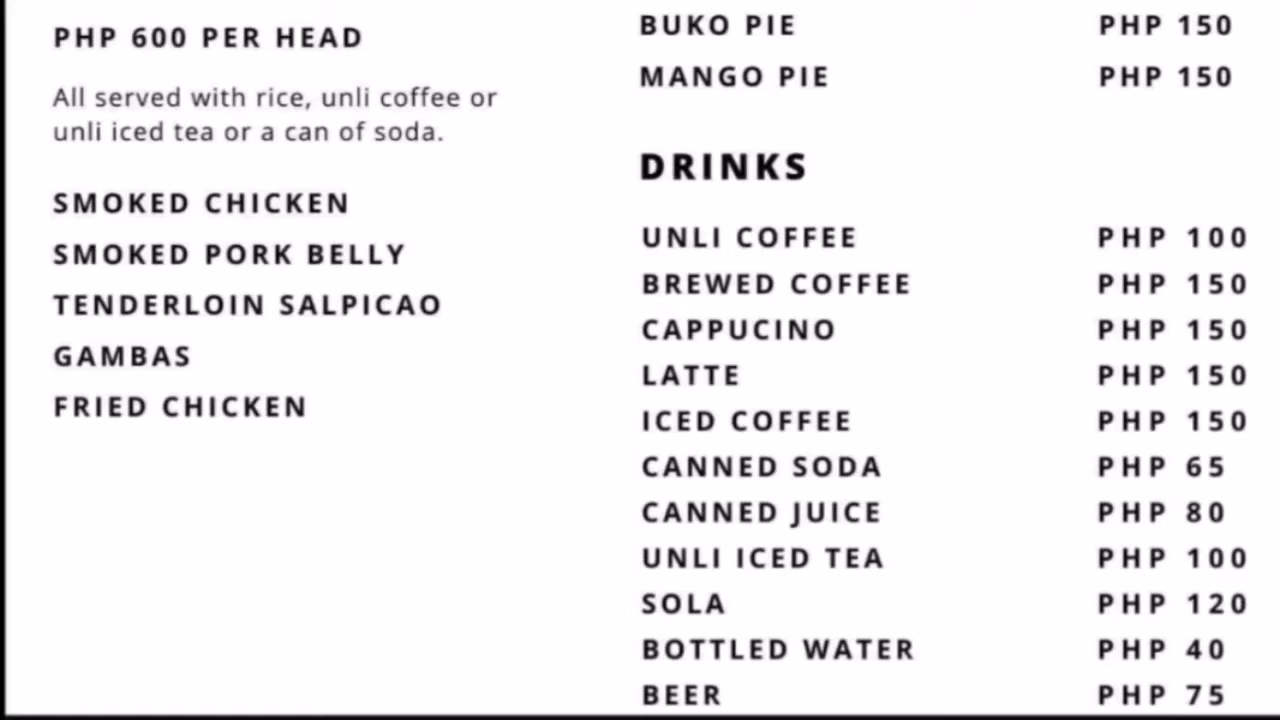 PHP 600 PER HEAD
All served with rice, unli coffee or
unli iced tea or a can of soda.
SMOKED CHICKEN
SMOKED PORK BELLY
TENDERLOIN SALPICAO
GAMBAS
FRIED CHICKEN
BUKO PIE PHP 150
MANGO PIE PHP 150
DRINKS
UNLI COFFEE PHP 100
BREWED COFFEE PHP 150
CAPPUCINO PHP 150
LATTE PHP 150
ICED COFFEE PHP 150
CANNED SODA PHP 65
CANNED JUICE PHP 80
UNLI ICED TEA PHP 100
SOLA PHP 120
BOTTLED WATER PHP 40
BEER PHP 75